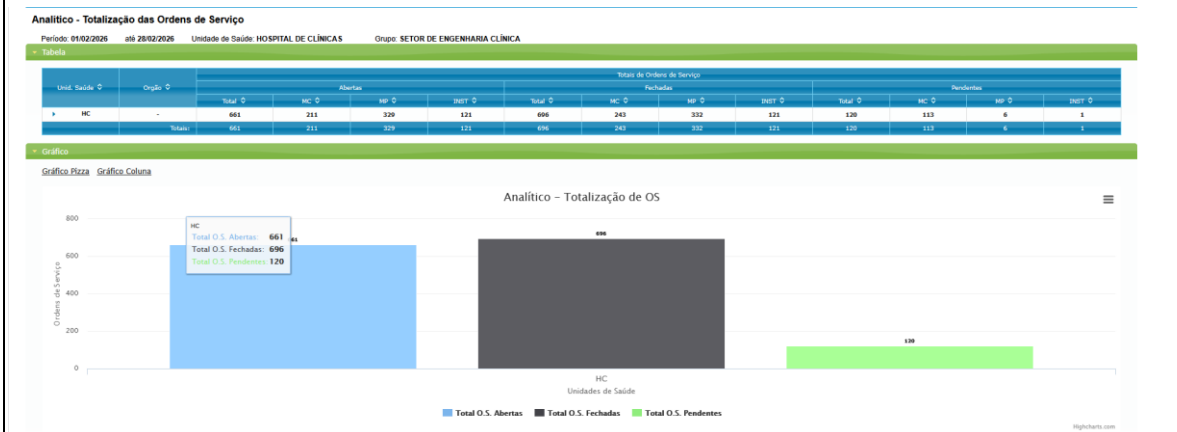 Analítico - Totalização das Ordens de Serviço
Período: 01/02/2026 até 28/02/2026 Unidade de Saúde: HOSPITAL DE CLÍNICAS Grupo: SETOR DE ENGENHARIA CLÍNICA
Tabela
Totais de Ordens de Serviço
Unid. Saúde Orgão Abertas Fechadas Pendentes
Total MC MP INST Total MC MP INST Total MC MP INST
HC - 661 211 329 121 696 243 332 121 120 113 6 1
Totais: 661 211 329 121 696 243 332 121 120 113 6 1
Gráfico
Gráfico Pizza Gráfico Coluna
Analítico – Totalização de OS
800
600
400
200
0
Ordens de Serviço
HC
Total O.S. Abertas: 661
Total O.S. Fechadas: 696
Total O.S. Pendentes: 120
61
696
120
HC
Unidades de Saúde
Total O.S. Abertas Total O.S. Fechadas Total O.S. Pendentes
Highcharts.com